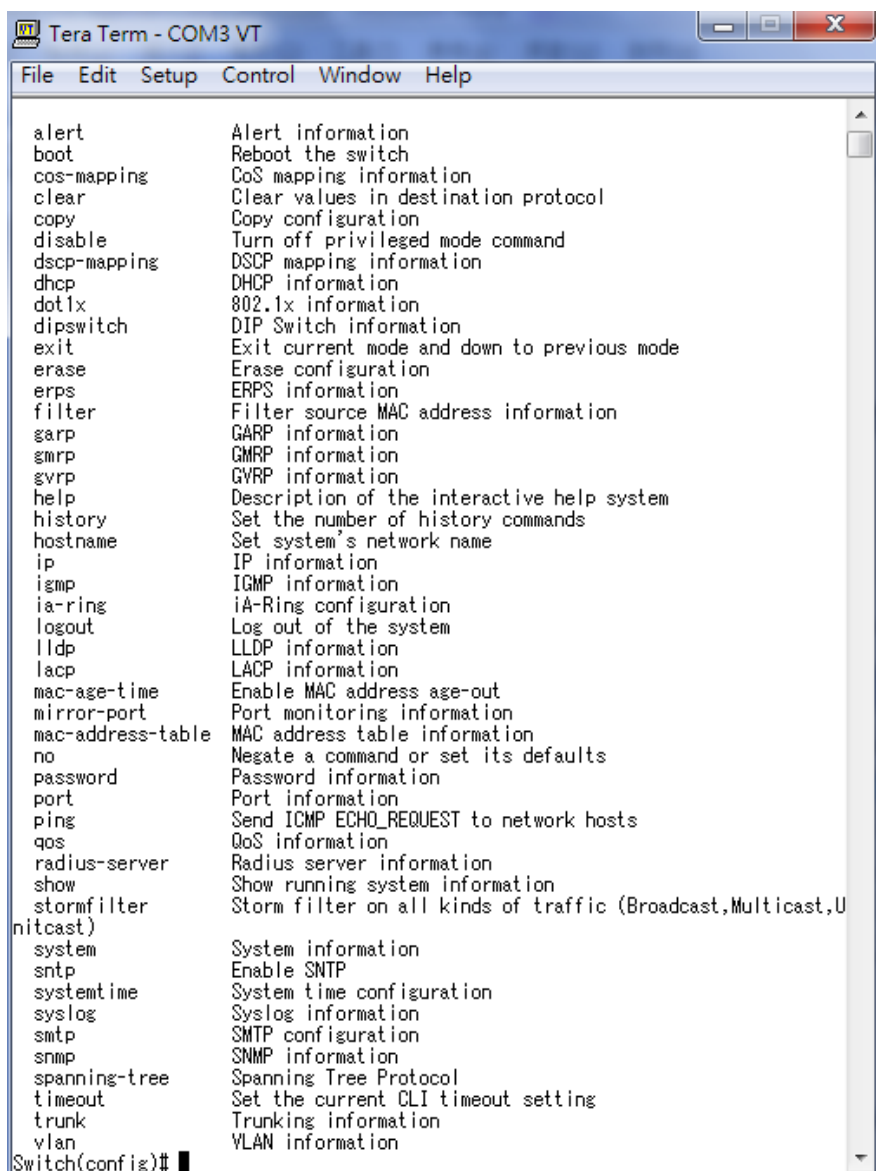 Tera Term - COM3 VT
File Edit Setup Control Window Help
alert Alert information
boot Reboot the switch
cos-mapping CoS mapping information
clear Clear values in destination protocol
copy Copy configuration
disable Turn off privileged mode command
dscp-mapping DSCP mapping information
dhcp DHCP information
dot1x 802.1x information
dipswitch DIP Switch information
exit Exit current mode and down to previous mode
erase Erase configuration
erps ERPS information
filter Filter source MAC address information
garp GARP information
gmrp GMRP information
gvrp GVRP information
help Description of the interactive help system
history Set the number of history commands
hostname Set system's network name
ip IP information
igmp IGMP information
ia-ring iA-Ring configuration
logout Log out of the system
lldp LLDP information
lacp LACP information
mac-age-time Enable MAC address age-out
mirror-port Port monitoring information
mac-address-table MAC address table information
no Negate a command or set its defaults
password Password information
port Port information
ping Send ICMP ECHO_REQUEST to network hosts
qos QoS information
radius-server Radius server information
show Show running system information
stormfilter Storm filter on all kinds of traffic (Broadcast,Multicast,U
nitcast)
system System information
sntp Enable SNTP
systemtime System time configuration
syslog Syslog information
smtp SMTP configuration
snmp SNMP information
spanning-tree Spanning Tree Protocol
timeout Set the current CLI timeout setting
trunk Trunking information
vlan VLAN information
Switch(config)#